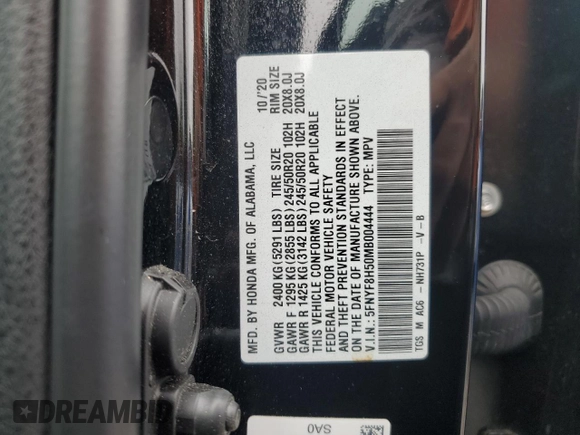 MFD. BY HONDA MFG. OF ALABAMA, LLC 10/'20
GVWR 2400 KG(5291 LBS) TIRE SIZE RIM SIZE
GAWR F 1295 KG(2855 LBS)245/50R20 102H 20X8.0J
GAWR R 1425 KG(3142 LBS)245/50R20 102H 20X8.0J
THIS VEHICLE CONFORMS TO ALL APPLICABLE
FEDERAL MOTOR VEHICLE SAFETY
AND THEFT PREVENTION STANDARDS IN EFFECT
ON THE DATE OF MANUFACTURE SHOWN ABOVE.
V.I.N.: 5FNYF8H50MB004444 TYPE: MPV
TGS M AC6 - NH731P -V - B
SA0
DREAMBID